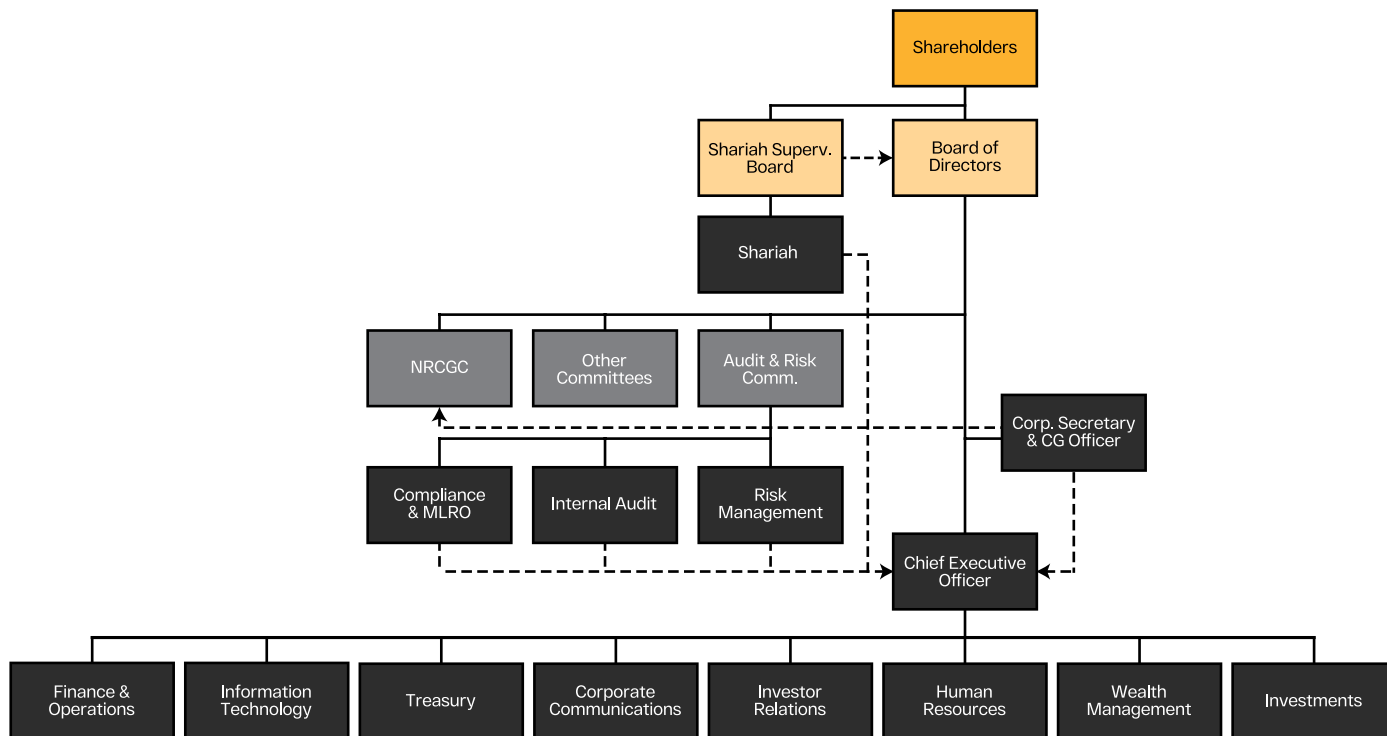 Shareholders
Shariah Superv.
Board
Board of
Directors
Shariah
NRCGC
Other
Committees
Audit & Risk
Comm.
Corp. Secretary
& CG Officer
Compliance
& MLRO
Internal Audit
Risk
Management
Chief Executive
Officer
Finance &
Operations
Information
Technology
Treasury
Corporate
Communications
Investor
Relations
Human
Resources
Wealth
Management
Investments